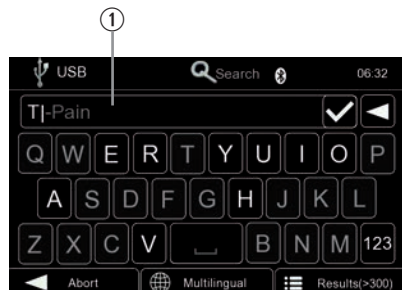 1
USB Search 06:32
T|-Pain
Q W E R T Y U I O P
A S D F G H J K L
Z X C V B N M 123
Abort Multilingual Results(>300)